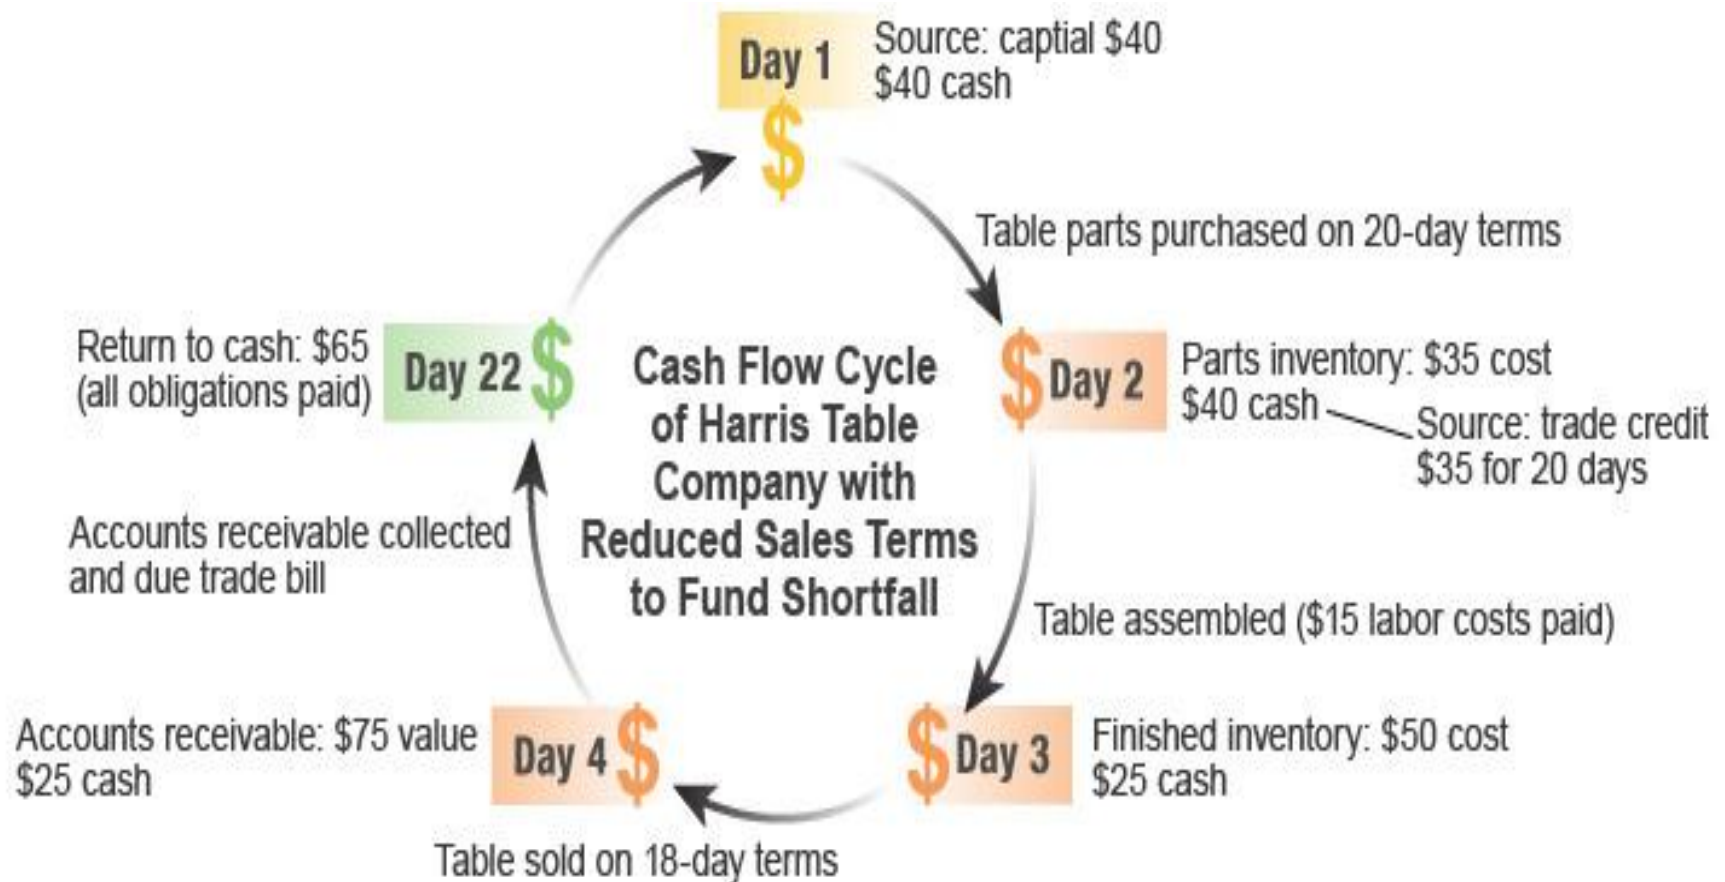 Day 1
Source: captial $40
$40 cash
$
Table parts purchased on 20-day terms
$ Day 2
Parts inventory: $35 cost
$40 cash
Source: trade credit
$35 for 20 days
Table assembled ($15 labor costs paid)
$ Day 3
Finished inventory: $50 cost
$25 cash
Table sold on 18-day terms
Day 4 $
Accounts receivable: $75 value
$25 cash
Accounts receivable collected
and due trade bill
Day 22 $
Return to cash: $65
(all obligations paid)
Cash Flow Cycle
of Harris Table
Company with
Reduced Sales Terms
to Fund Shortfall